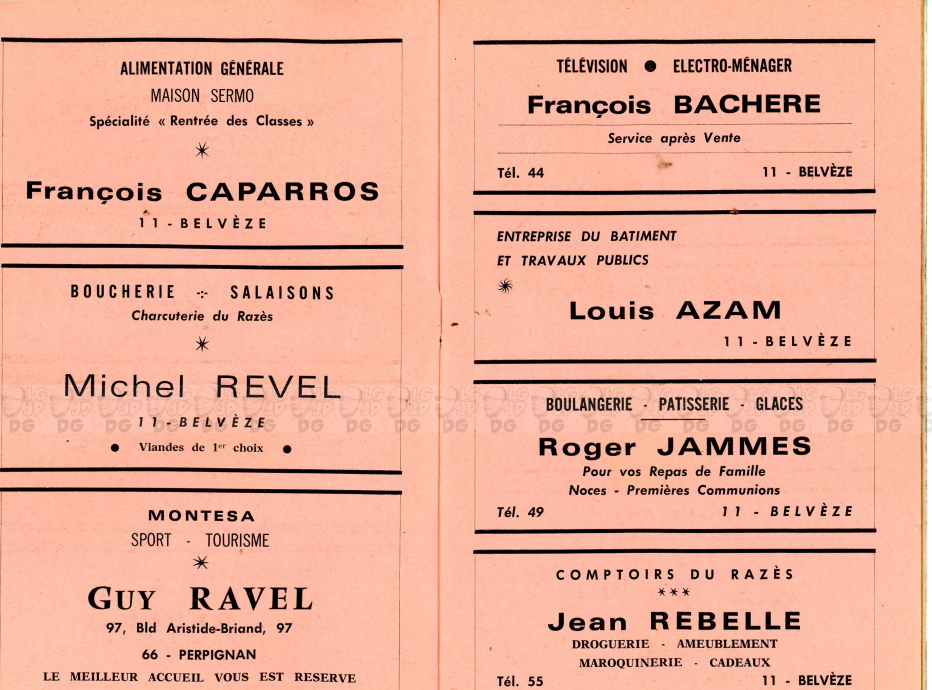 ALIMENTATION GÉNÉRALE
MAISON SERMO
Spécialité « Rentrée des Classes »
François CAPARROS
11 - BELVÈZE
BOUCHERIE -:- SALAISONS
Charcuterie du Razès
Michel REVEL
11 - BELVÈZE
● Viandes de 1er choix ●
MONTESA
SPORT - TOURISME
GUY RAVEL
97, Bld Aristide-Briand, 97
66 - PERPIGNAN
LE MEILLEUR ACCUEIL VOUS EST RESERVE
TÉLÉVISION ● ELECTRO-MÉNAGER
François BACHERE
Service après Vente
Tél. 44 11 - BELVÈZE
ENTREPRISE DU BATIMENT
ET TRAVAUX PUBLICS
Louis AZAM
11 - BELVÈZE
BOULANGERIE - PATISSERIE - GLACES
Roger JAMMES
Pour vos Repas de Famille
Noces - Premières Communions
Tél. 49 11 - BELVÈZE
COMPTOIRS DU RAZÈS
***
Jean REBELLE
DROGUERIE - AMEUBLEMENT
MAROQUINERIE - CADEAUX
Tél. 55 11 - BELVÈZE